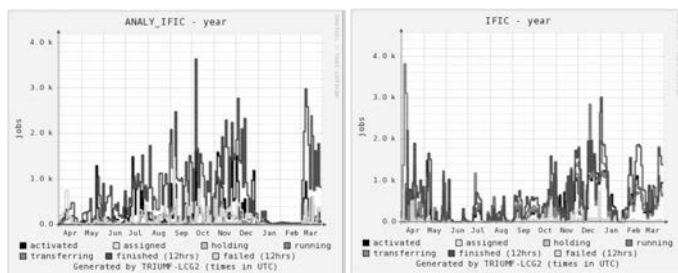 ANALY_IFIC - year
4.0 k
3.0 k
2.0 k
1.0 k
0.0
jobs
Apr May Jun Jul Aug Sep Oct Nov Dec Jan Feb Mar
activated assigned holding running
transferring finished (12hrs) failed (12hrs)
Generated by TRIUMF-LCG2 (times in UTC)
IFIC - year
4.0 k
3.0 k
2.0 k
1.0 k
0.0
jobs
Apr May Jun Jul Aug Sep Oct Nov Dec Jan Feb Mar
activated assigned holding running
transferring finished (12hrs) failed (12hrs)
Generated by TRIUMF-LCG2 (times in UTC)